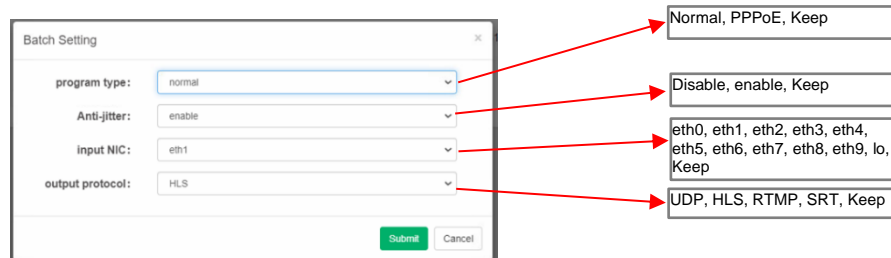 Batch Setting ×
program type: normal
Anti-jitter: enable
input NIC: eth1
output protocol: HLS
Submit Cancel
Normal, PPPoE, Keep
Disable, enable, Keep
eth0, eth1, eth2, eth3, eth4,
eth5, eth6, eth7, eth8, eth9, lo,
Keep
UDP, HLS, RTMP, SRT, Keep